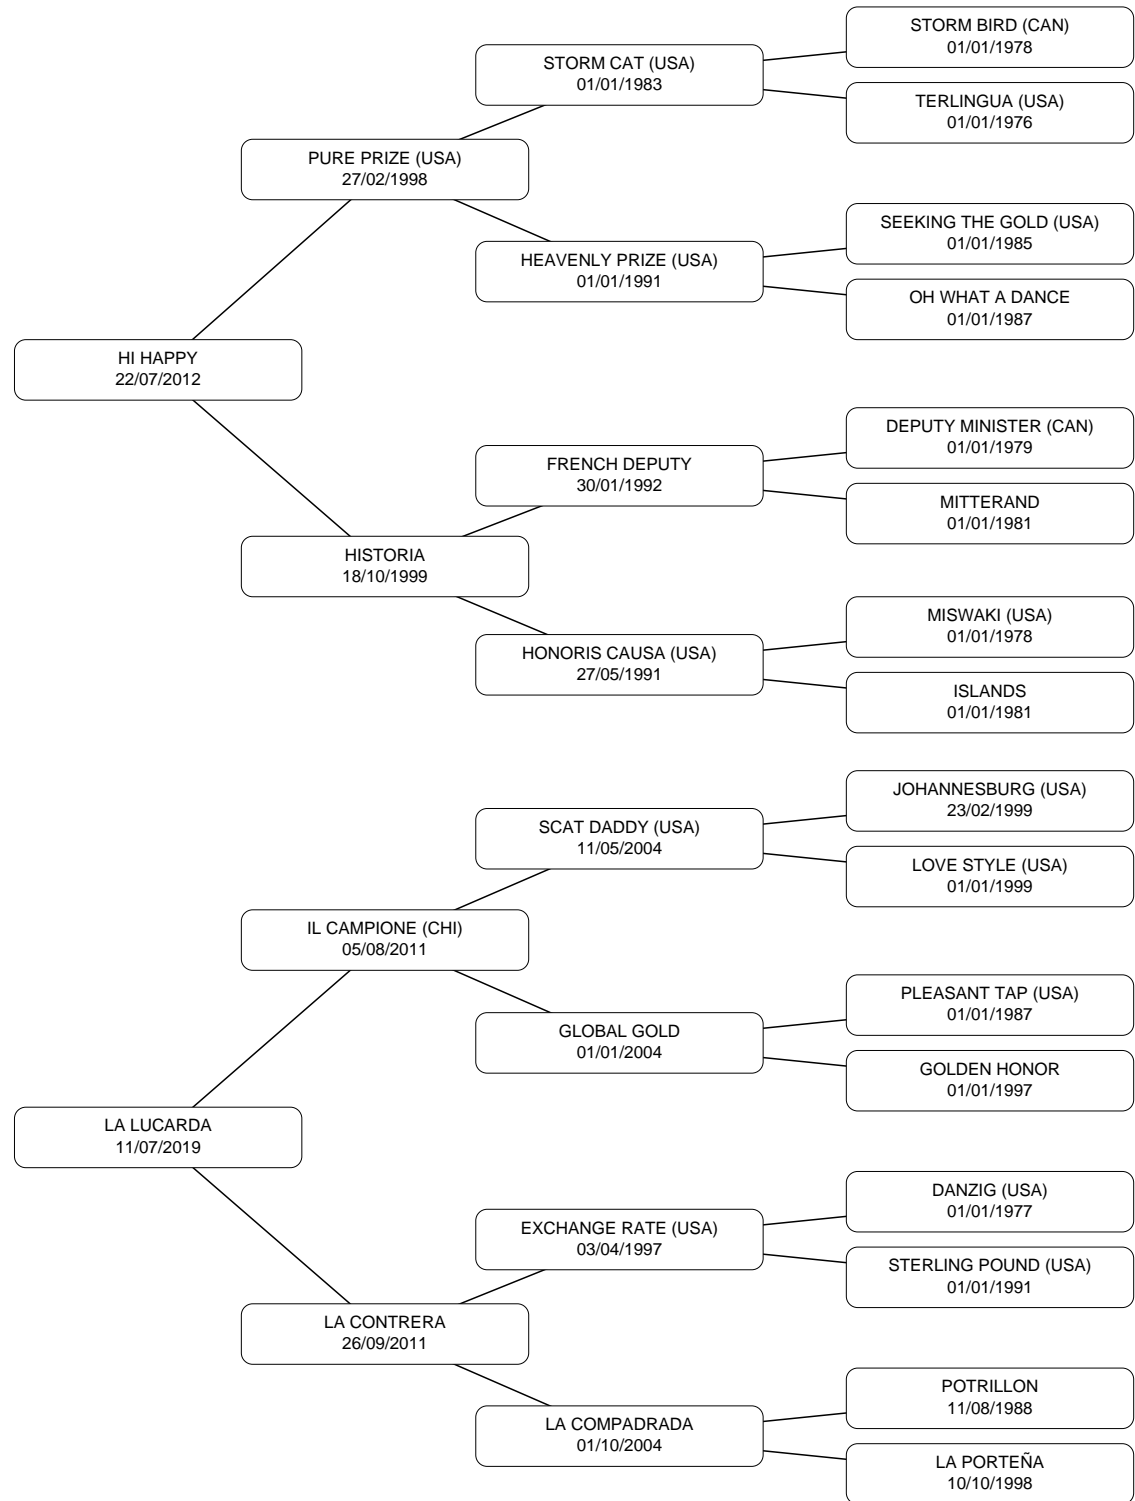 STORM BIRD (CAN)
01/01/1978
STORM CAT (USA)
01/01/1983
TERLINGUA (USA)
01/01/1976
PURE PRIZE (USA)
27/02/1998
SEEKING THE GOLD (USA)
01/01/1985
HEAVENLY PRIZE (USA)
01/01/1991
OH WHAT A DANCE
01/01/1987
HI HAPPY
22/07/2012
DEPUTY MINISTER (CAN)
01/01/1979
FRENCH DEPUTY
30/01/1992
MITTERAND
01/01/1981
HISTORIA
18/10/1999
MISWAKI (USA)
01/01/1978
HONORIS CAUSA (USA)
27/05/1991
ISLANDS
01/01/1981
JOHANNESBURG (USA)
23/02/1999
SCAT DADDY (USA)
11/05/2004
LOVE STYLE (USA)
01/01/1999
IL CAMPIONE (CHI)
05/08/2011
PLEASANT TAP (USA)
01/01/1987
GLOBAL GOLD
01/01/2004
GOLDEN HONOR
01/01/1997
LA LUCARDA
11/07/2019
DANZIG (USA)
01/01/1977
EXCHANGE RATE (USA)
03/04/1997
STERLING POUND (USA)
01/01/1991
LA CONTRERA
26/09/2011
POTRILLON
11/08/1988
LA COMPADRADA
01/10/2004
LA PORTEÑA
10/10/1998